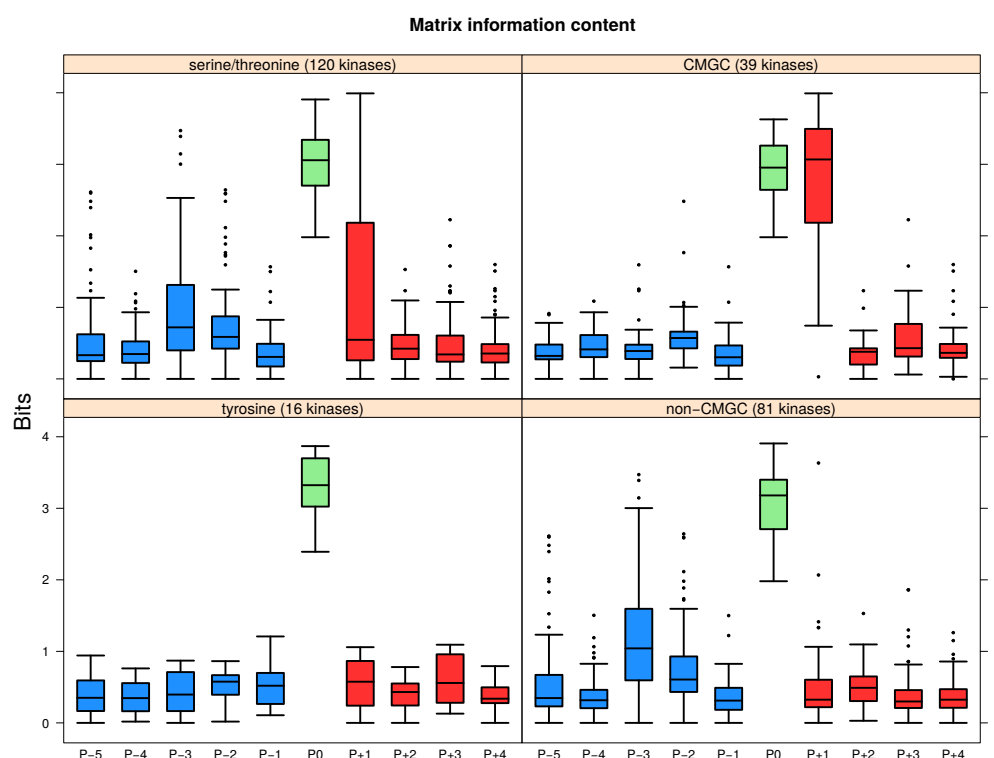 Matrix information content
serine/threonine (120 kinases) CMGC (39 kinases)
tyrosine (16 kinases) non−CMGC (81 kinases)
Bits
4
3
2
1
0
P−5 P−4 P−3 P−2 P−1 P0 P+1 P+2 P+3 P+4 P−5 P−4 P−3 P−2 P−1 P0 P+1 P+2 P+3 P+4